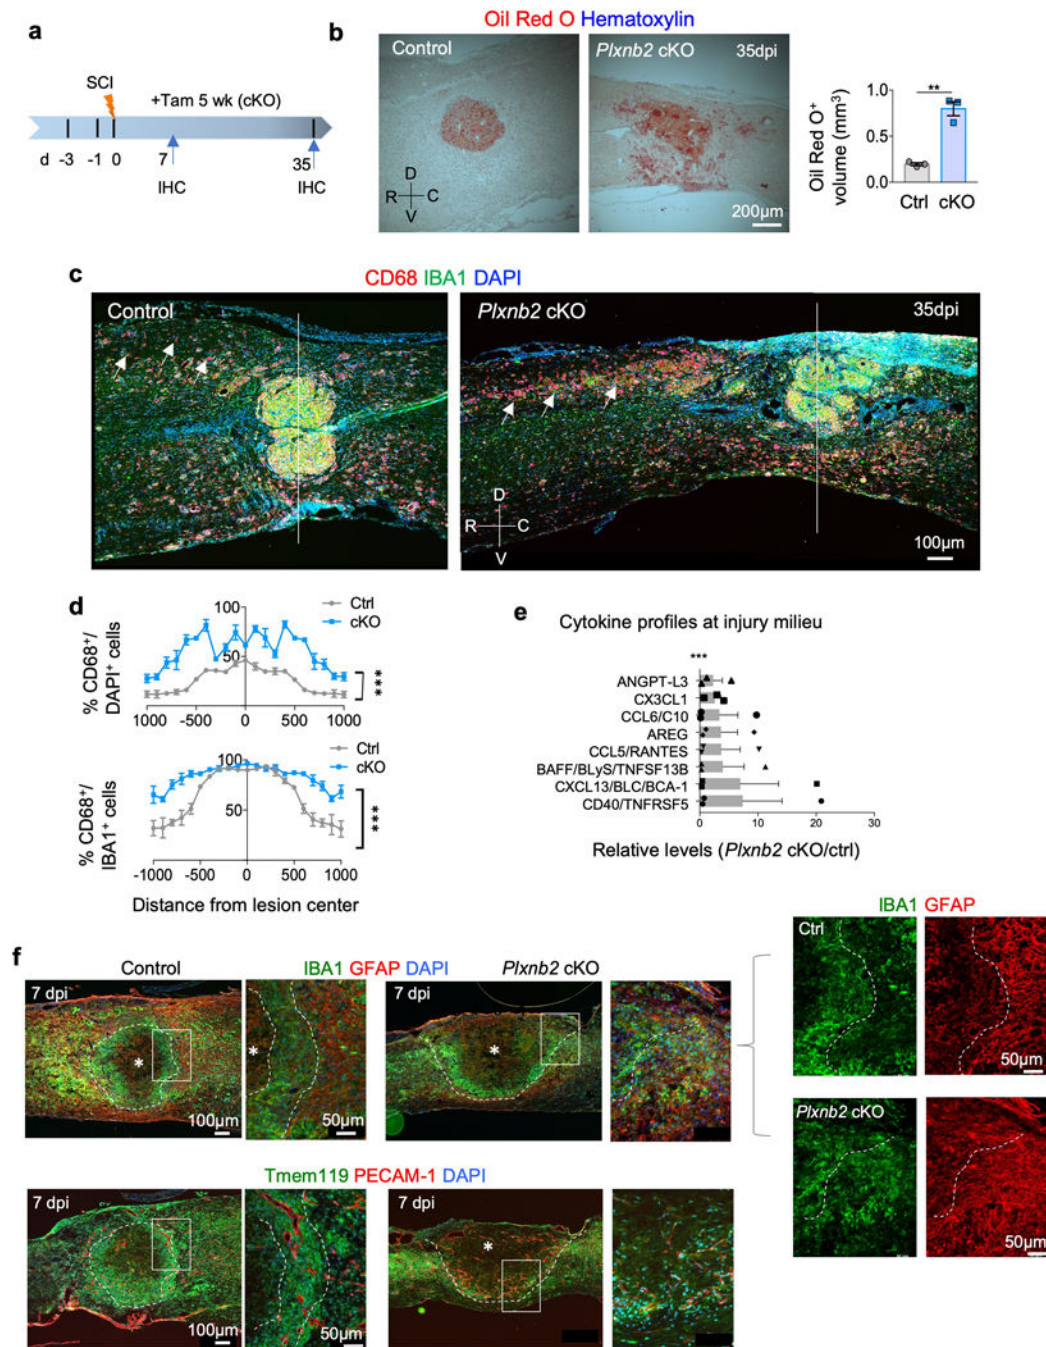 a
SCI
+Tam 5 wk (cKO)
d -3 -1 0 7 35
IHC IHC
b
Oil Red O Hematoxylin
Control
Plxnb2 cKO 35dpi
D
R C
V
200µm
Oil Red O⁺
volume (mm³)
**
1.0
0.5
0.0
Ctrl cKO
c
CD68 IBA1 DAPI
Control
Plxnb2 cKO 35dpi
D
R C
V
100µm
d
% CD68⁺/
DAPI⁺ cells
100
50
Ctrl
cKO
***
1000 -500 0 500 1000
% CD68⁺/
IBA1⁺ cells
100
50
Ctrl
cKO
***
-1000 -500 0 500 1000
Distance from lesion center
e
Cytokine profiles at injury milieu
***
ANGPT-L3
CX3CL1
CCL6/C10
AREG
CCL5/RANTES
BAFF/BLyS/TNFSF13B
CXCL13/BLC/BCA-1
CD40/TNFRSF5
0 10 20 30
Relative levels (Plxnb2 cKO/ctrl)
f
Control
IBA1 GFAP DAPI
Plxnb2 cKO
7 dpi
*
100µm
*
50µm
7 dpi
*
IBA1 GFAP
Ctrl
50µm
Plxnb2 cKO
50µm
Tmem119 PECAM-1 DAPI
7 dpi
100µm
50µm
7 dpi
*